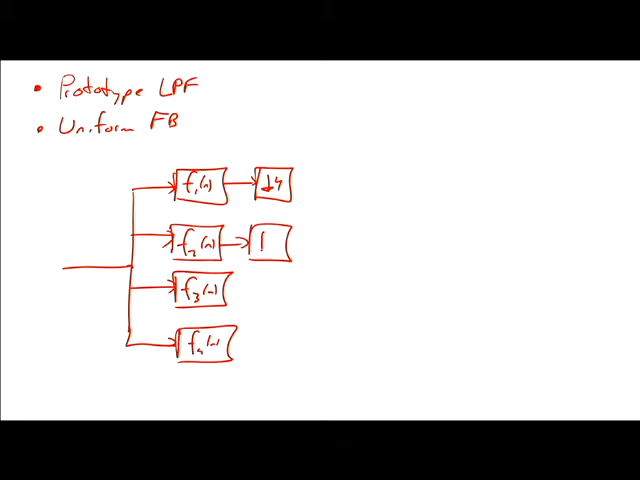 • Prototype LPF
• Uniform FB
f₁(n) ↓4
f₂(n)
f₃(n)
f₄(n)